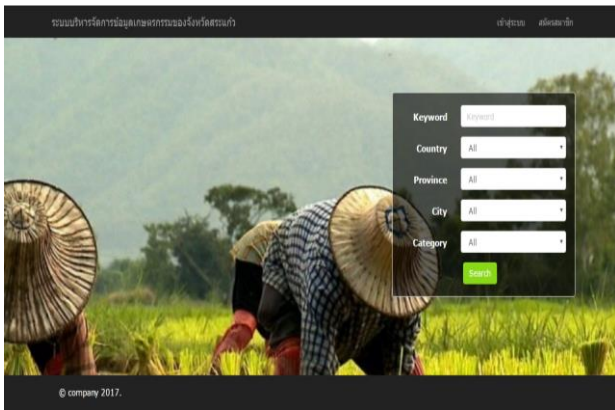 ระบบบริหารจัดการข้อมูลเกษตรกรรมของจังหวัดสระแก้ว
เข้าสู่ระบบ สมัครสมาชิก
Keyword Keyword
Country All
Province All
City All
Category All
Search
© company 2017.